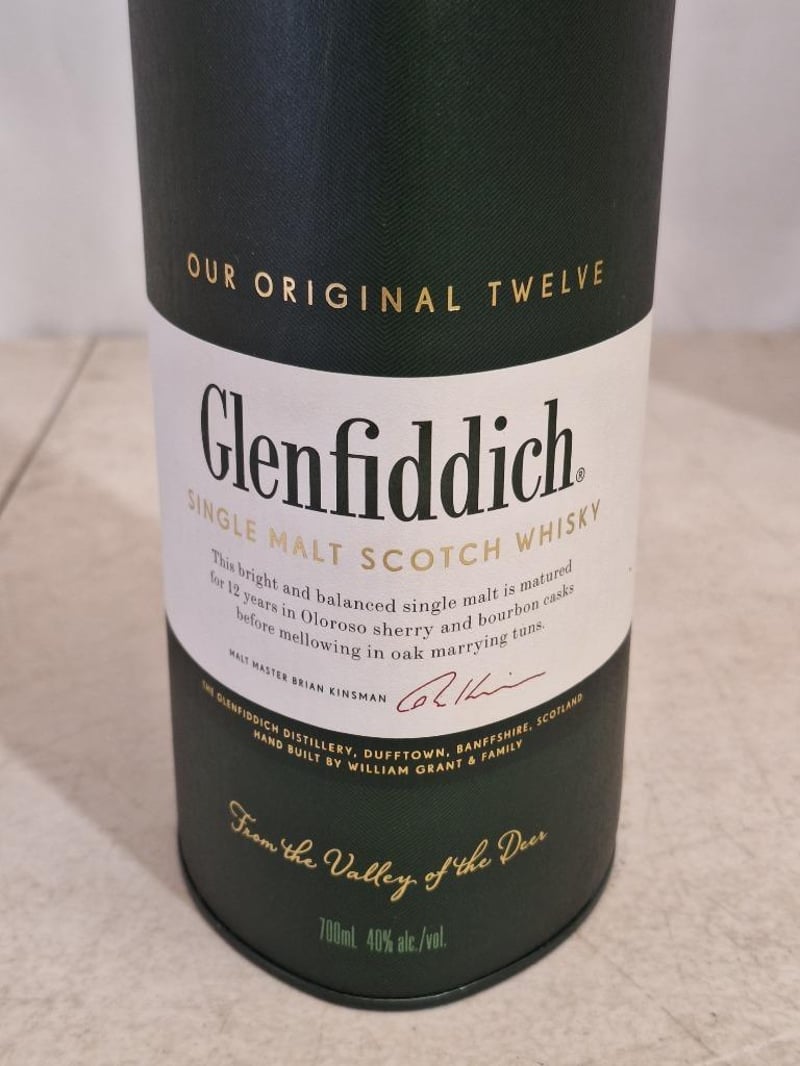 OUR ORIGINAL TWELVE
Glenfiddich®
SINGLE MALT SCOTCH WHISKY
This bright and balanced single malt is matured
for 12 years in Oloroso sherry and bourbon casks
before mellowing in oak marrying tuns.
MALT MASTER BRIAN KINSMAN
THE GLENFIDDICH DISTILLERY, DUFFTOWN, BANFFSHIRE, SCOTLAND
HAND BUILT BY WILLIAM GRANT & FAMILY
From the Valley of the Deer
700mL 40% alc./vol.